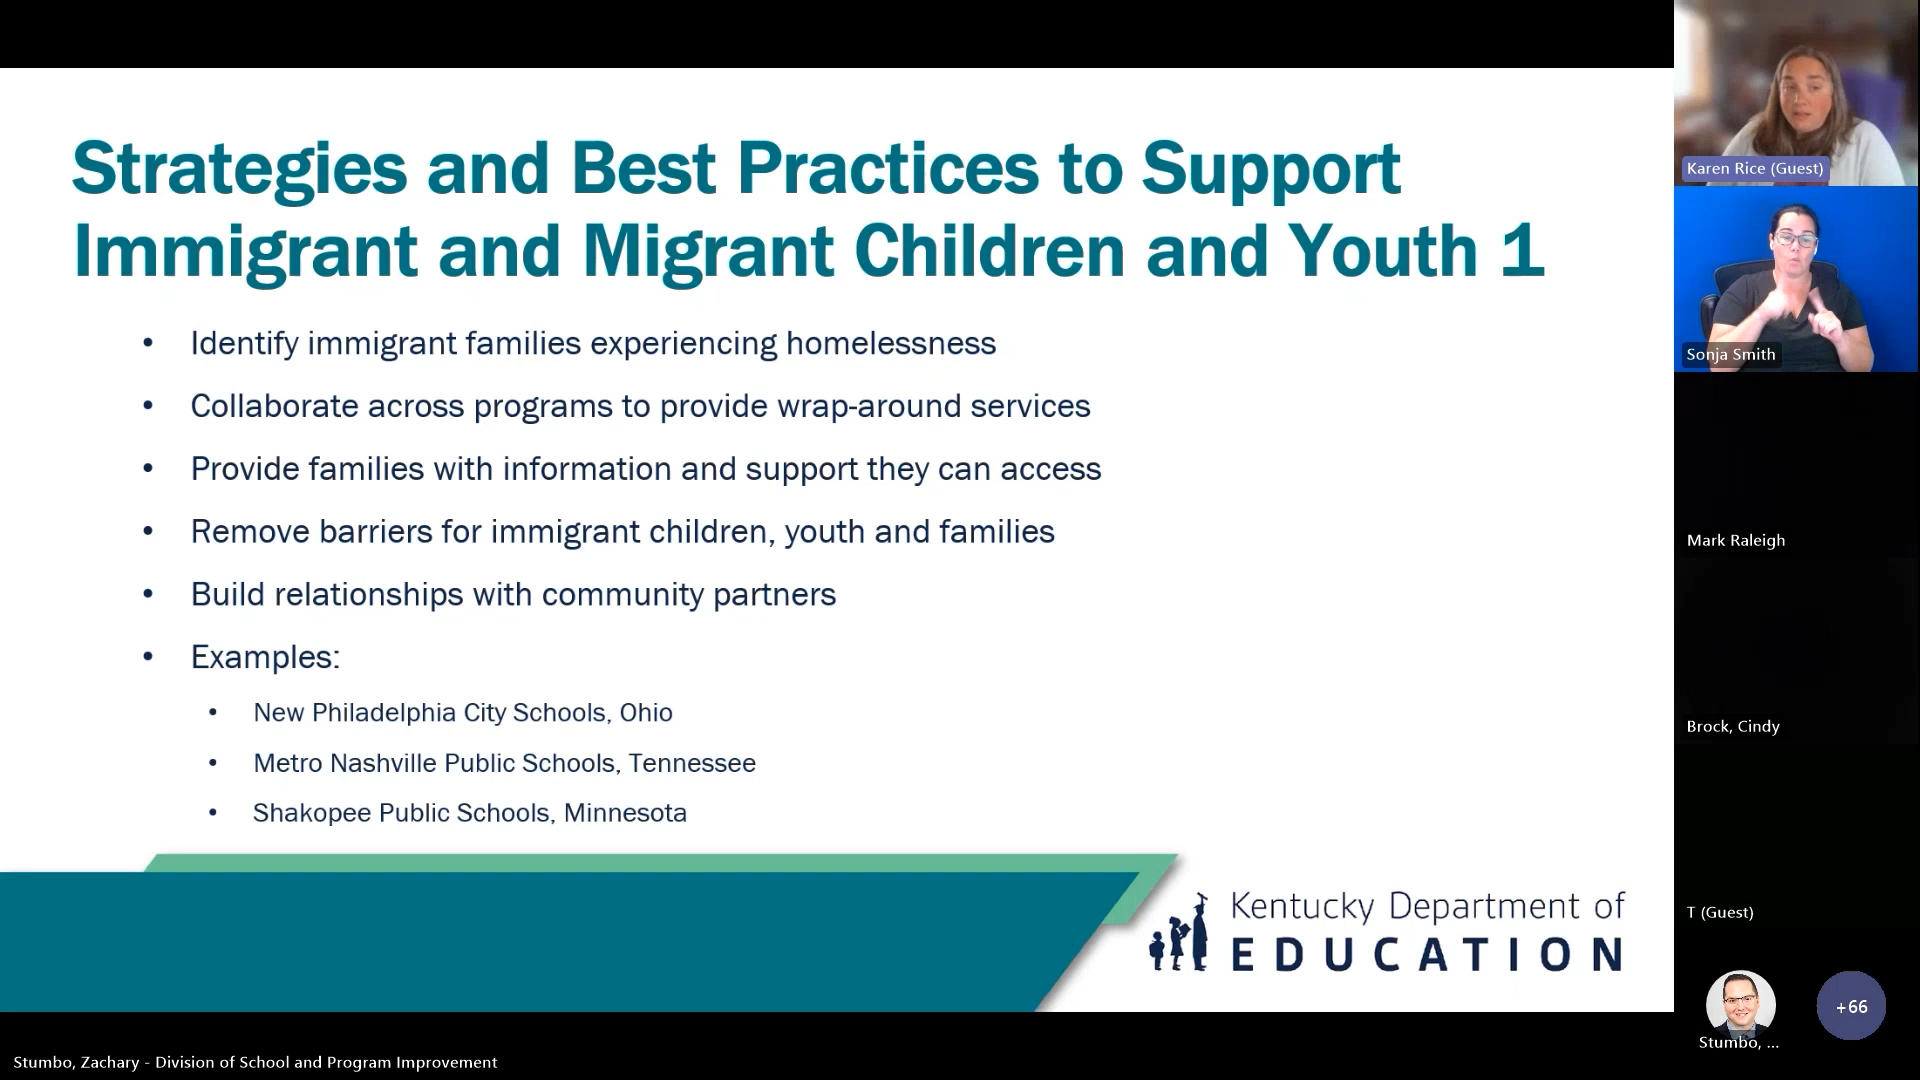 Strategies and Best Practices to Support
Immigrant and Migrant Children and Youth 1
• Identify immigrant families experiencing homelessness
• Collaborate across programs to provide wrap-around services
• Provide families with information and support they can access
• Remove barriers for immigrant children, youth and families
• Build relationships with community partners
• Examples:
• New Philadelphia City Schools, Ohio
• Metro Nashville Public Schools, Tennessee
• Shakopee Public Schools, Minnesota
Kentucky Department of
EDUCATION
Karen Rice (Guest)
Sonja Smith
Mark Raleigh
Brock, Cindy
T (Guest)
+66
Stumbo, ...
Stumbo, Zachary - Division of School and Program Improvement